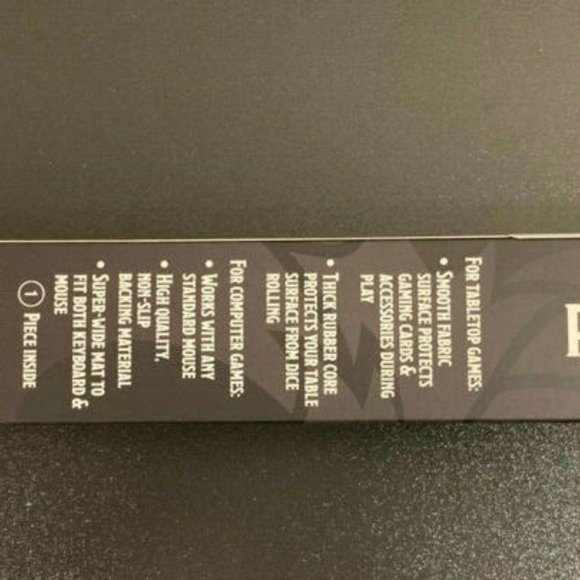 FOR TABLETOP GAMES:
• SMOOTH FABRIC
SURFACE PROTECTS
GAMING CARDS &
ACCESSORIES DURING
PLAY
• THICK RUBBER CORE
PROTECTS YOUR TABLE
SURFACE FROM DICE
ROLLING
FOR COMPUTER GAMES:
• WORKS WITH ANY
STANDARD MOUSE
• HIGH QUALITY,
NON-SLIP
BACKING MATERIAL
• SUPER-WIDE MAT TO
FIT BOTH KEYBOARD &
MOUSE
1 PIECE INSIDE